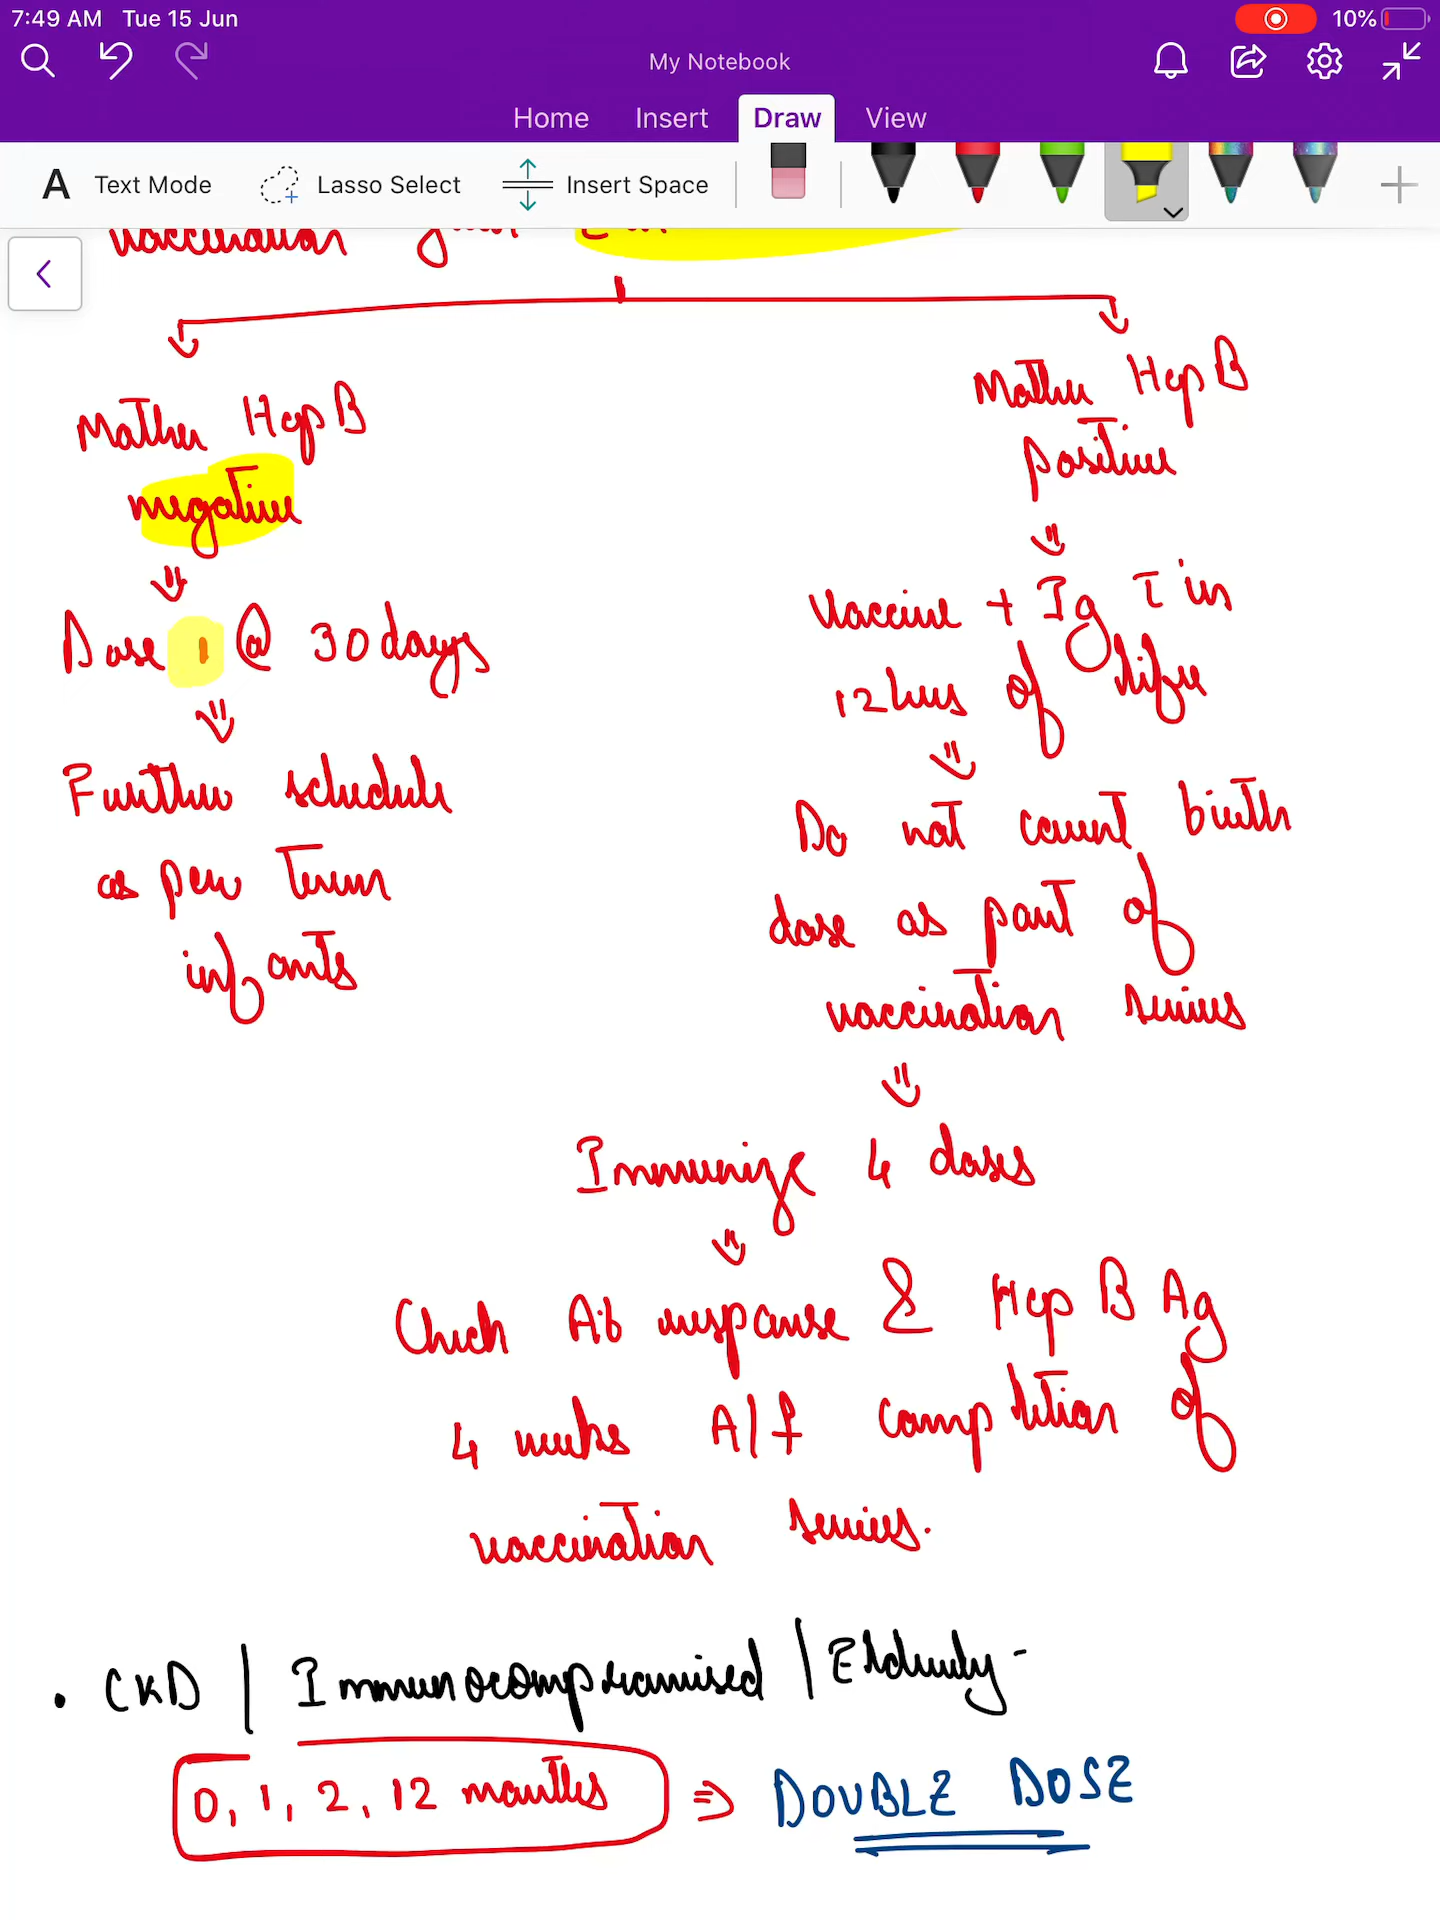 7:49 AM Tue 15 Jun
10%
My Notebook
Home Insert Draw View
A Text Mode Lasso Select Insert Space
vaccination
Mother Hep B
negative
Dose 1 @ 30 days
Further schedule
as per term
infants
Mother Hep B
positive
Vaccine + Ig c̄ in
12 hrs of life
Do not count birth
dose as part of
vaccination series
Immunize 4 doses
Check Ab response & Hep B Ag
4 weeks A/f completion of
vaccination series.
• CKD | Immunocompromised | Elderly -
0, 1, 2, 12 months ⇒ DOUBLE DOSE